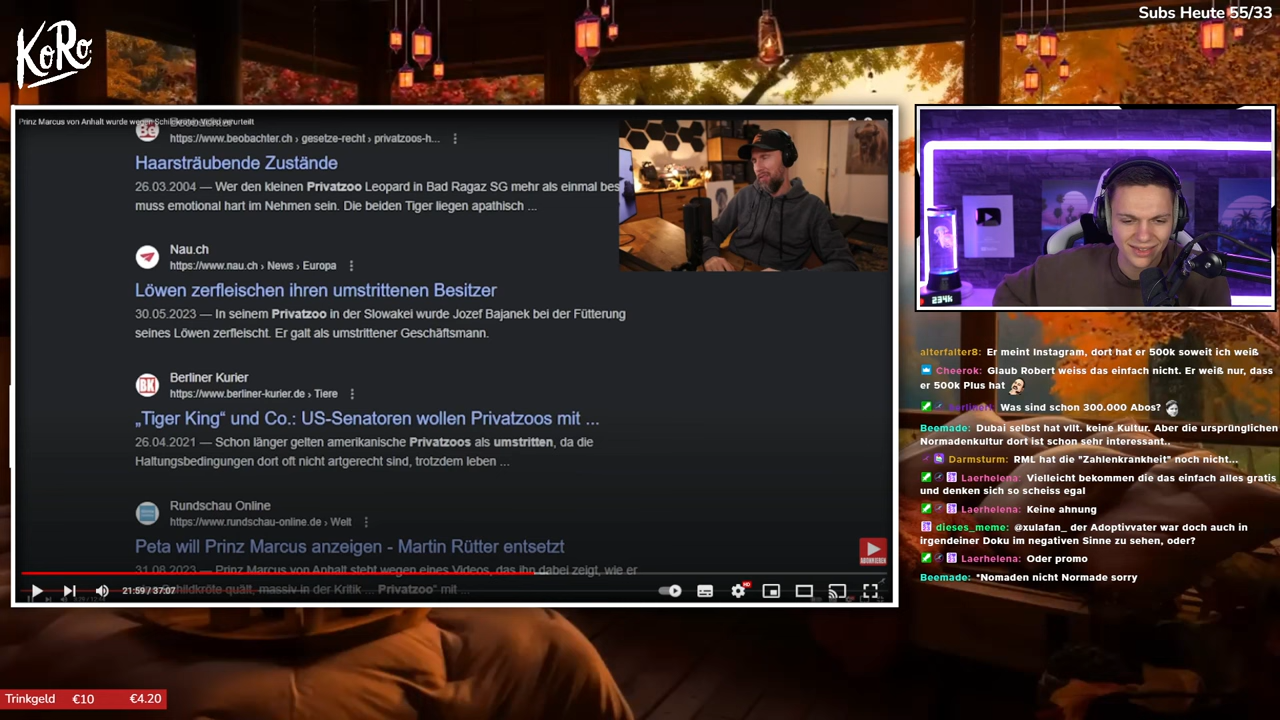 KoRo
Subs Heute 55/33
Prinz Marcus von Anhalt wurde wegen Schildkröten-Video verurteilt
https://www.beobachter.ch › gesetze-recht › privatzoos-h...
Haarsträubende Zustände
26.03.2004 — Wer den kleinen Privatzoo Leopard in Bad Ragaz SG mehr als einmal bes
muss emotional hart im Nehmen sein. Die beiden Tiger liegen apathisch ...
Nau.ch
https://www.nau.ch › News › Europa
Löwen zerfleischen ihren umstrittenen Besitzer
30.05.2023 — In seinem Privatzoo in der Slowakei wurde Jozef Bajanek bei der Fütterung
seines Löwen zerfleischt. Er galt als umstrittener Geschäftsmann.
BK
Berliner Kurier
https://www.berliner-kurier.de › Tiere
„Tiger King“ und Co.: US-Senatoren wollen Privatzoos mit ...
26.04.2021 — Schon länger gelten amerikanische Privatzoos als umstritten, da die
Haltungsbedingungen dort oft nicht artgerecht sind, trotzdem leben ...
Rundschau Online
https://www.rundschau-online.de › Welt
Peta will Prinz Marcus anzeigen - Martin Rütter entsetzt
31.08.2023 — Prinz Marcus von Anhalt steht wegen eines Videos, das ihn dabei zeigt, wie er
eine Schildkröte quält, massiv in der Kritik ... Privatzoo" mit ...
21:59 / 37:07
HD
ABONNIEREN
234k
alterfalter8: Er meint Instagram, dort hat er 500k soweit ich weiß
Cheerok: Glaub Robert weiss das einfach nicht. Er weiß nur, dass
er 500k Plus hat
Was sind schon 300.000 Abos?
Beemade: Dubai selbst hat vllt. keine Kultur. Aber die ursprünglichen
Normadenkultur dort ist schon sehr interessant..
Darmsturm: RML hat die "Zahlenkrankheit" noch nicht...
Laerhelena: Vielleicht bekommen die das einfach alles gratis
und denken sich so scheiss egal
Laerhelena: Keine ahnung
dieses_meme: @xulafan_ der Adoptivvater war doch auch in
irgendeiner Doku im negativen Sinne zu sehen, oder?
Laerhelena: Oder promo
Beemade: *Nomaden nicht Normade sorry
Trinkgeld €10 €4.20